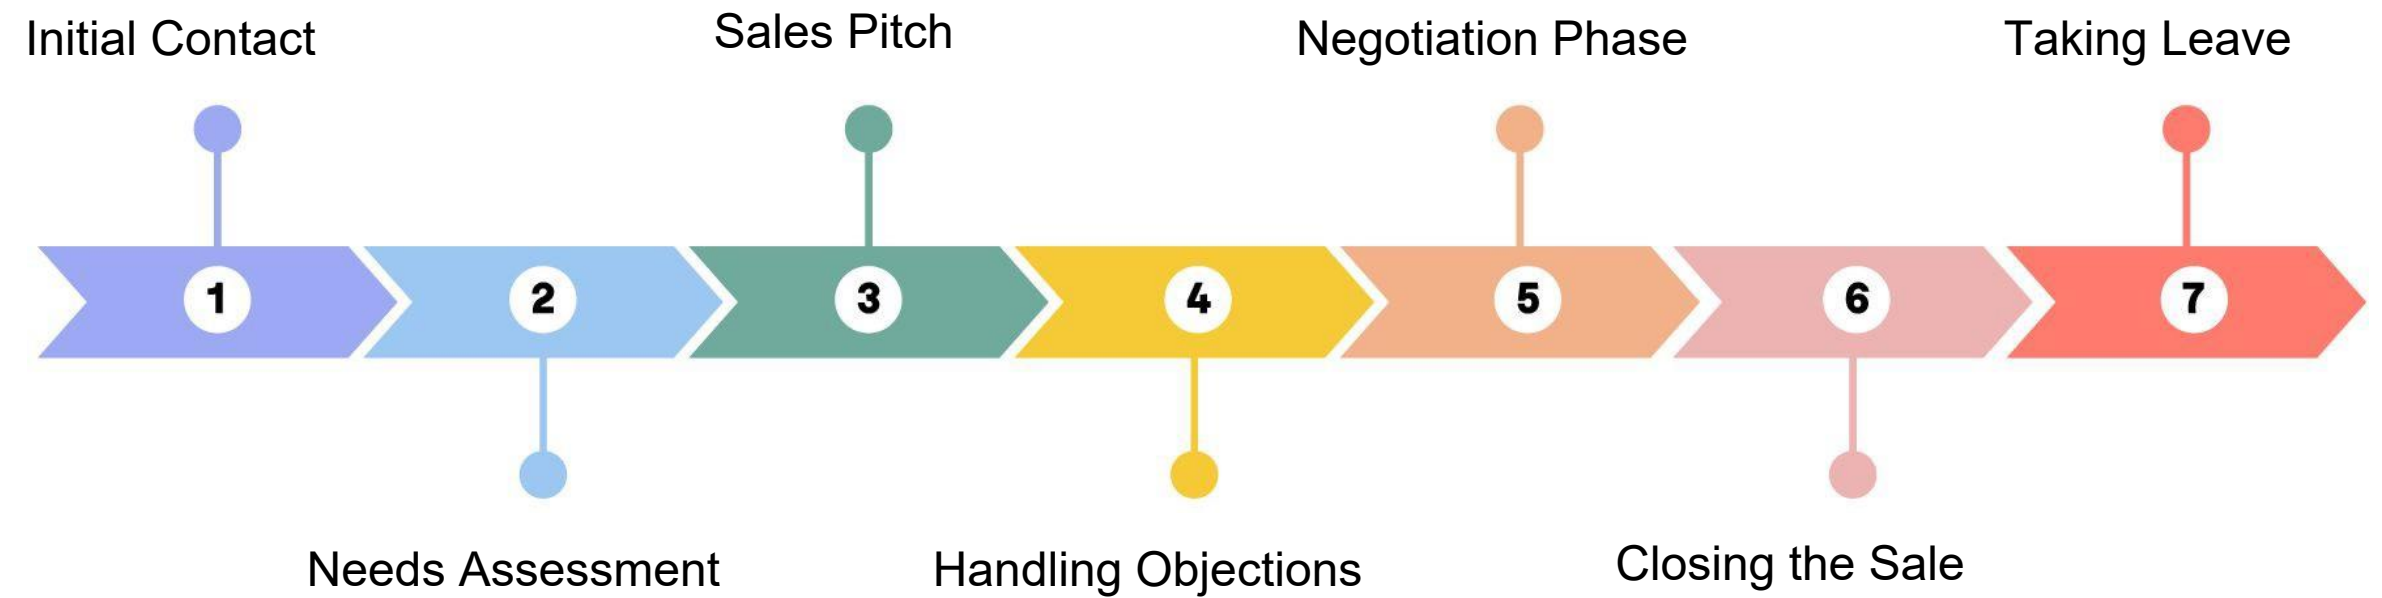 Initial Contact
Sales Pitch
Negotiation Phase
Taking Leave
1
2
3
4
5
6
7
Needs Assessment
Handling Objections
Closing the Sale